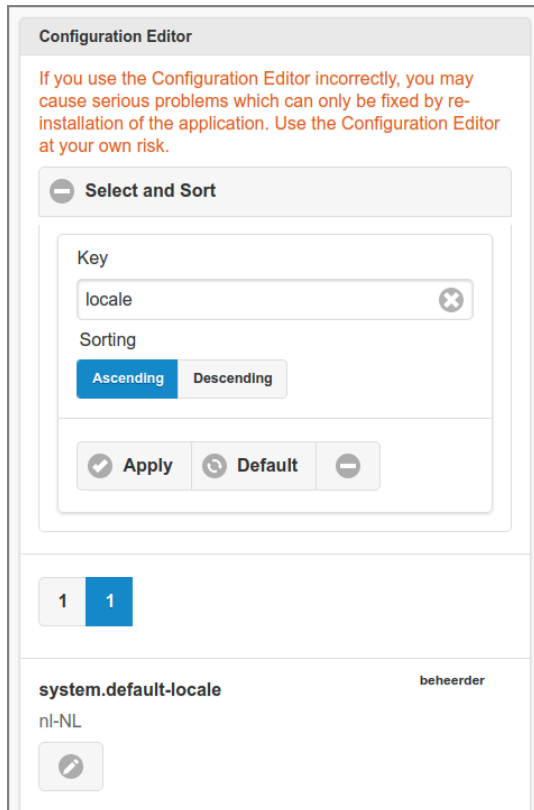 Configuration Editor
If you use the Configuration Editor incorrectly, you may
cause serious problems which can only be fixed by re-
installation of the application. Use the Configuration Editor
at your own risk.
Select and Sort
Key
locale
Sorting
Ascending Descending
Apply Default
1 1
system.default-locale beheerder
nl-NL